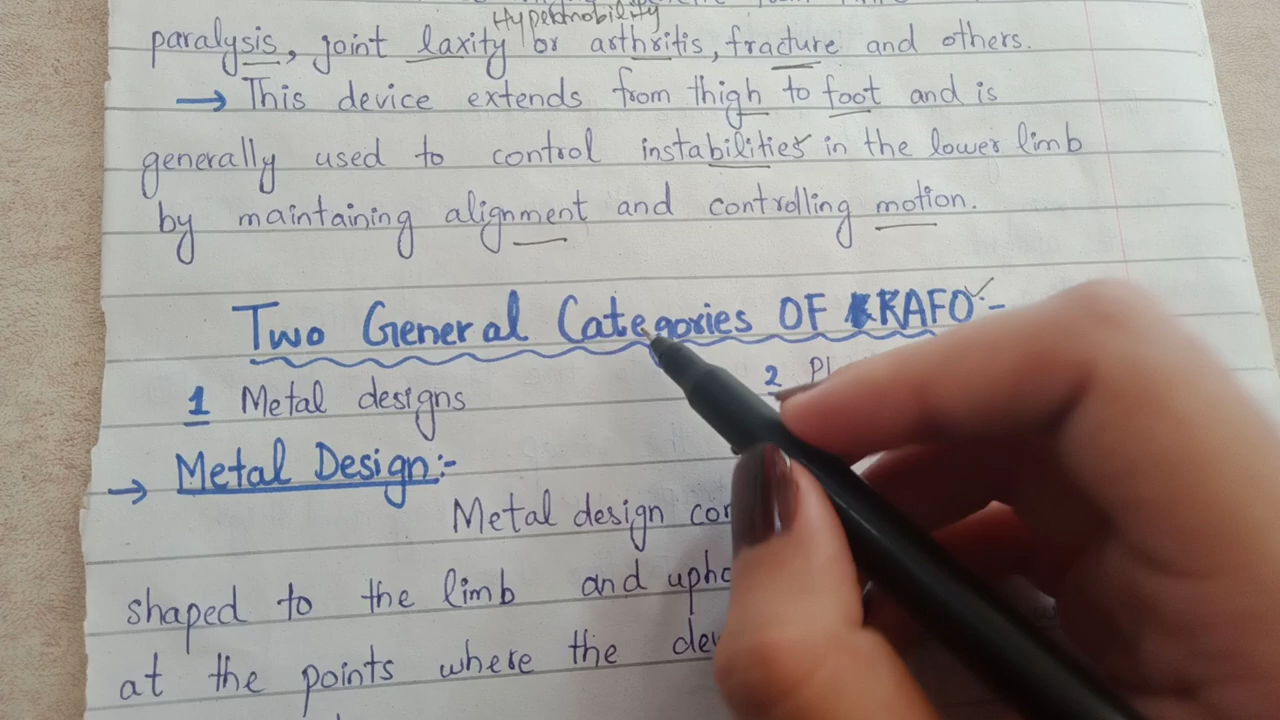 Hypermobility
paralysis, joint laxity or arthritis, fracture and others.
→ This device extends from thigh to foot and is
generally used to control instabilities in the lower limb
by maintaining alignment and controlling motion.
Two General Categories OF KAFO:-
1 Metal designs 2
→ Metal Design:-
Metal design
shaped to the limb and
at the points where the